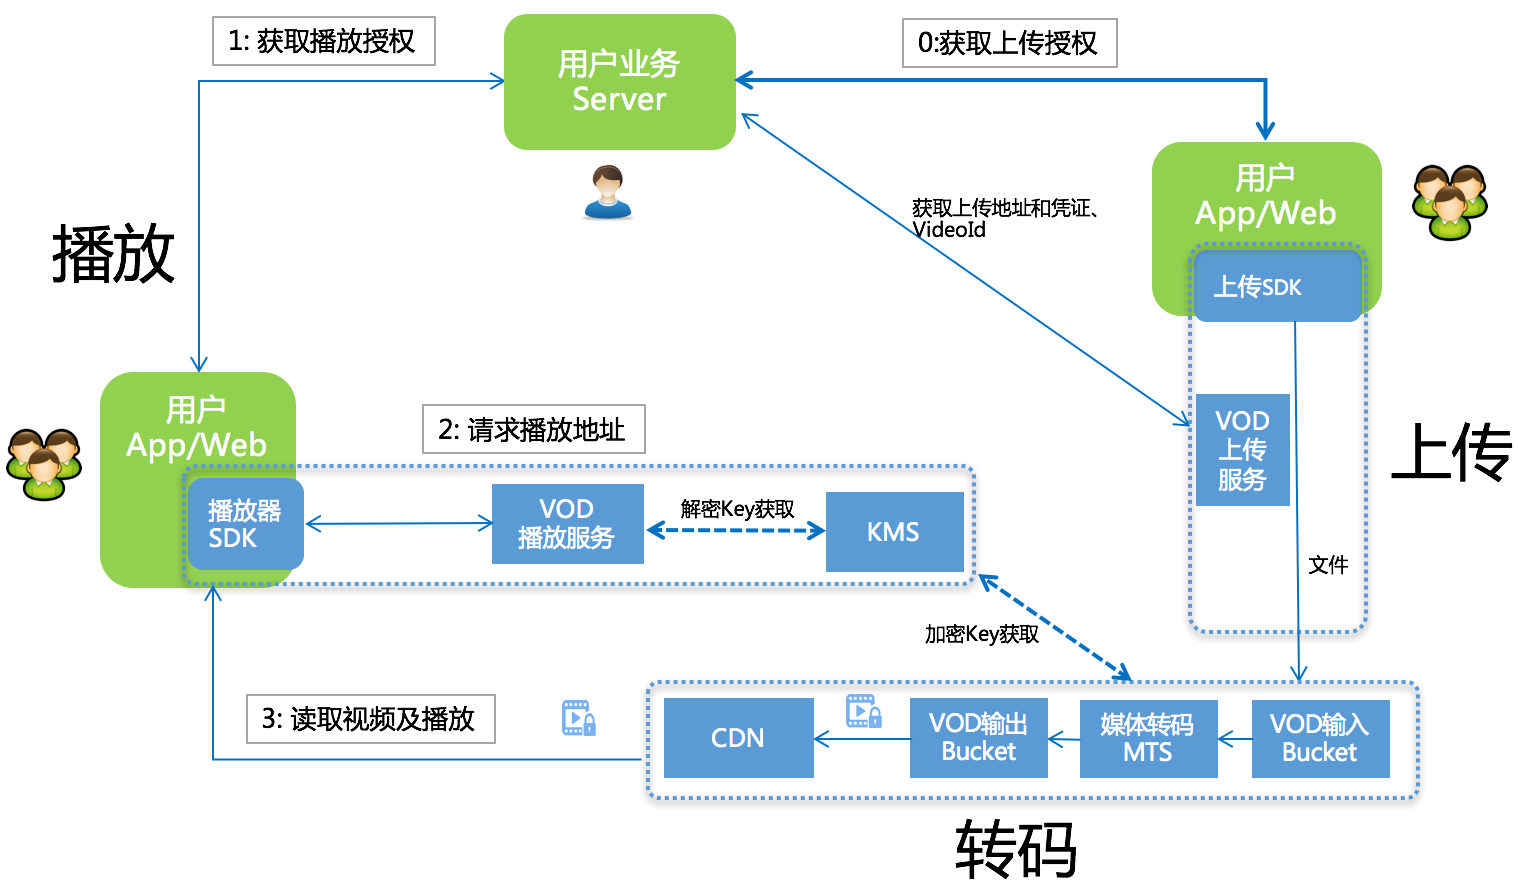 1: 获取播放授权
用户业务
Server
0:获取上传授权
用户
App/Web
上传SDK
获取上传地址和凭证、
VideoId
播放
VOD
上传
服务
上传
文件
用户
App/Web
2: 请求播放地址
播放器
SDK
VOD
播放服务
解密Key获取
KMS
加密Key获取
3: 读取视频及播放
CDN
VOD输出
Bucket
媒体转码
MTS
VOD输入
Bucket
转码